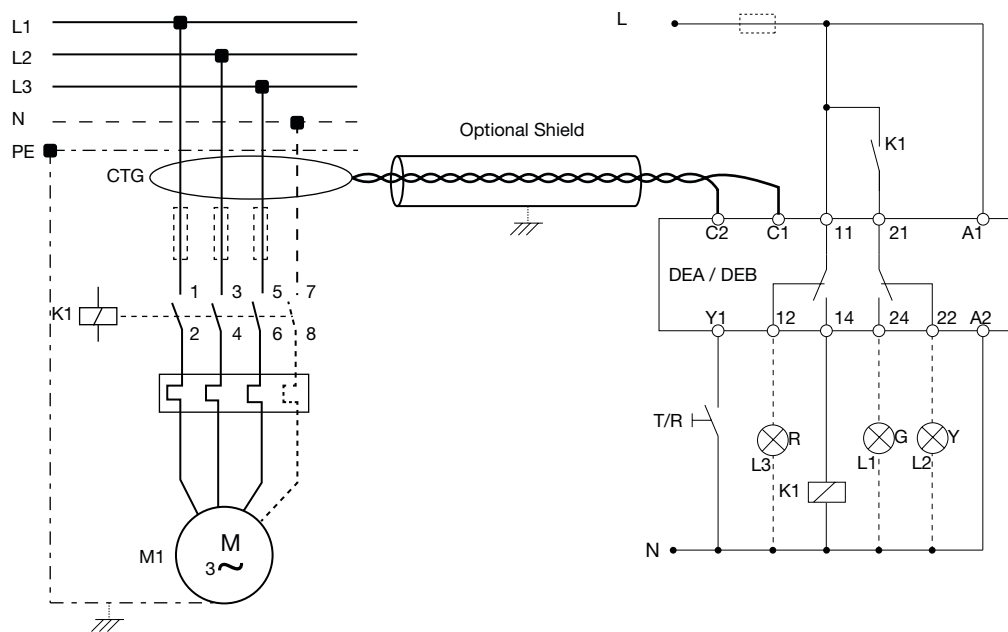 L1
L2
L3
N
PE
CTG
Optional Shield
L
K1
C2 C1 11 21 A1
DEA / DEB
Y1 12 14 24 22 A2
1 3 5 7
K1
2 4 6 8
T/R
R G Y
L3 L1 L2
K1
M1
M
3~
N